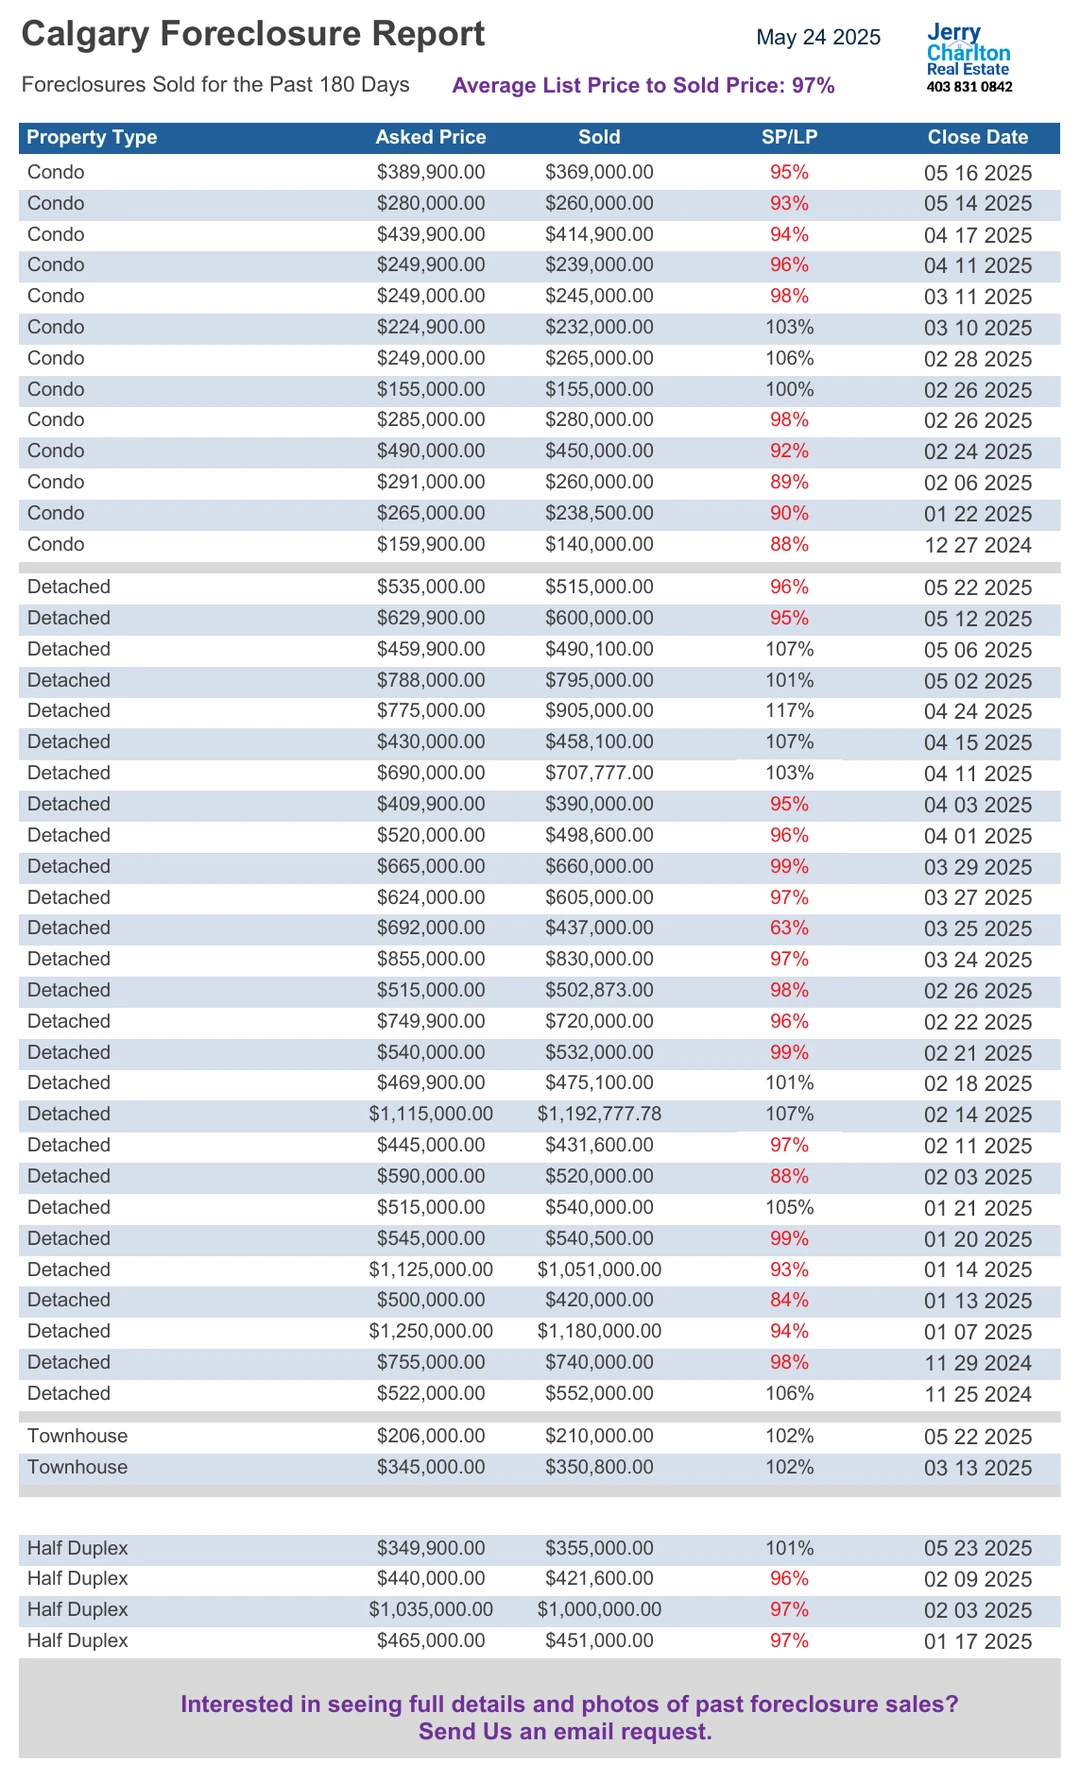 Calgary Foreclosure Report
May 24 2025
Jerry
Charlton
Real Estate
403 831 0842
Foreclosures Sold for the Past 180 Days
Average List Price to Sold Price: 97%
Property Type Asked Price Sold SP/LP Close Date
Condo $389,900.00 $369,000.00 95% 05 16 2025
Condo $280,000.00 $260,000.00 93% 05 14 2025
Condo $439,900.00 $414,900.00 94% 04 17 2025
Condo $249,900.00 $239,000.00 96% 04 11 2025
Condo $249,000.00 $245,000.00 98% 03 11 2025
Condo $224,900.00 $232,000.00 103% 03 10 2025
Condo $249,000.00 $265,000.00 106% 02 28 2025
Condo $155,000.00 $155,000.00 100% 02 26 2025
Condo $285,000.00 $280,000.00 98% 02 26 2025
Condo $490,000.00 $450,000.00 92% 02 24 2025
Condo $291,000.00 $260,000.00 89% 02 06 2025
Condo $265,000.00 $238,500.00 90% 01 22 2025
Condo $159,900.00 $140,000.00 88% 12 27 2024
Detached $535,000.00 $515,000.00 96% 05 22 2025
Detached $629,900.00 $600,000.00 95% 05 12 2025
Detached $459,900.00 $490,100.00 107% 05 06 2025
Detached $788,000.00 $795,000.00 101% 05 02 2025
Detached $775,000.00 $905,000.00 117% 04 24 2025
Detached $430,000.00 $458,100.00 107% 04 15 2025
Detached $690,000.00 $707,777.00 103% 04 11 2025
Detached $409,900.00 $390,000.00 95% 04 03 2025
Detached $520,000.00 $498,600.00 96% 04 01 2025
Detached $665,000.00 $660,000.00 99% 03 29 2025
Detached $624,000.00 $605,000.00 97% 03 27 2025
Detached $692,000.00 $437,000.00 63% 03 25 2025
Detached $855,000.00 $830,000.00 97% 03 24 2025
Detached $515,000.00 $502,873.00 98% 02 26 2025
Detached $749,900.00 $720,000.00 96% 02 22 2025
Detached $540,000.00 $532,000.00 99% 02 21 2025
Detached $469,900.00 $475,100.00 101% 02 18 2025
Detached $1,115,000.00 $1,192,777.78 107% 02 14 2025
Detached $445,000.00 $431,600.00 97% 02 11 2025
Detached $590,000.00 $520,000.00 88% 02 03 2025
Detached $515,000.00 $540,000.00 105% 01 21 2025
Detached $545,000.00 $540,500.00 99% 01 20 2025
Detached $1,125,000.00 $1,051,000.00 93% 01 14 2025
Detached $500,000.00 $420,000.00 84% 01 13 2025
Detached $1,250,000.00 $1,180,000.00 94% 01 07 2025
Detached $755,000.00 $740,000.00 98% 11 29 2024
Detached $522,000.00 $552,000.00 106% 11 25 2024
Townhouse $206,000.00 $210,000.00 102% 05 22 2025
Townhouse $345,000.00 $350,800.00 102% 03 13 2025
Half Duplex $349,900.00 $355,000.00 101% 05 23 2025
Half Duplex $440,000.00 $421,600.00 96% 02 09 2025
Half Duplex $1,035,000.00 $1,000,000.00 97% 02 03 2025
Half Duplex $465,000.00 $451,000.00 97% 01 17 2025
Interested in seeing full details and photos of past foreclosure sales?
Send Us an email request.